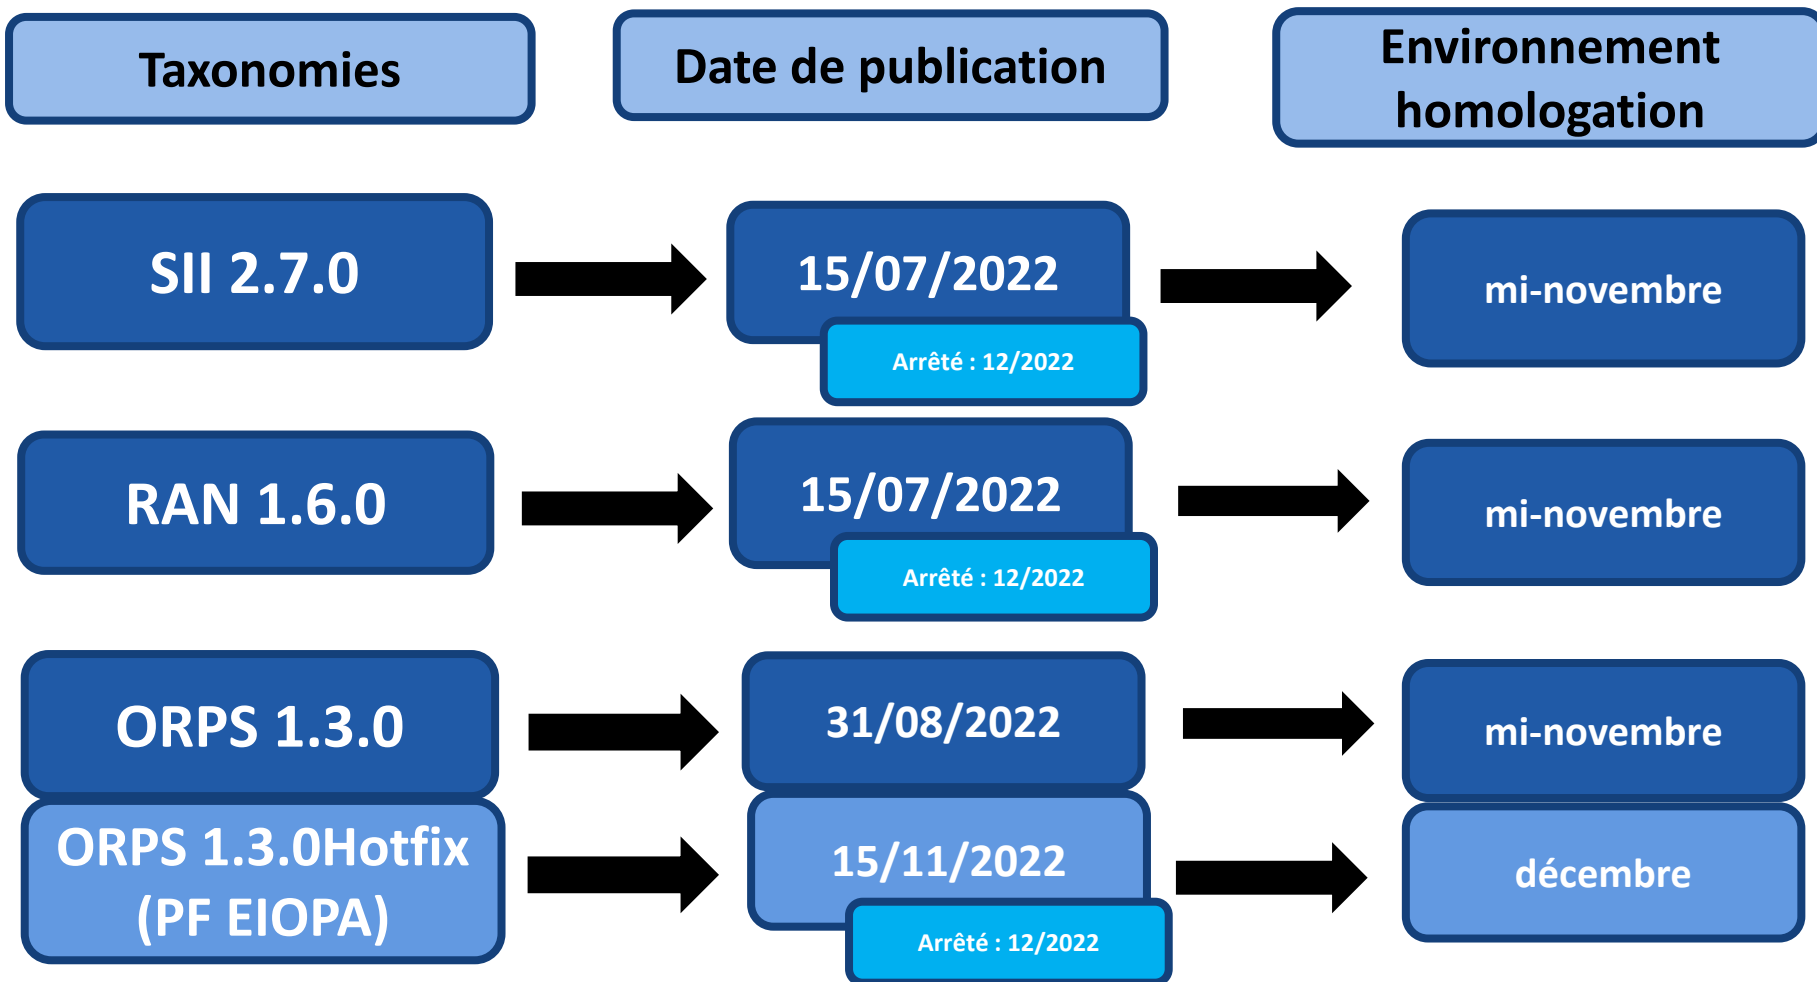 Taxonomies
Date de publication
Environnement
homologation
SII 2.7.0
15/07/2022
Arrêté : 12/2022
mi-novembre
RAN 1.6.0
15/07/2022
Arrêté : 12/2022
mi-novembre
ORPS 1.3.0
31/08/2022
mi-novembre
ORPS 1.3.0Hotfix
(PF EIOPA)
15/11/2022
Arrêté : 12/2022
décembre